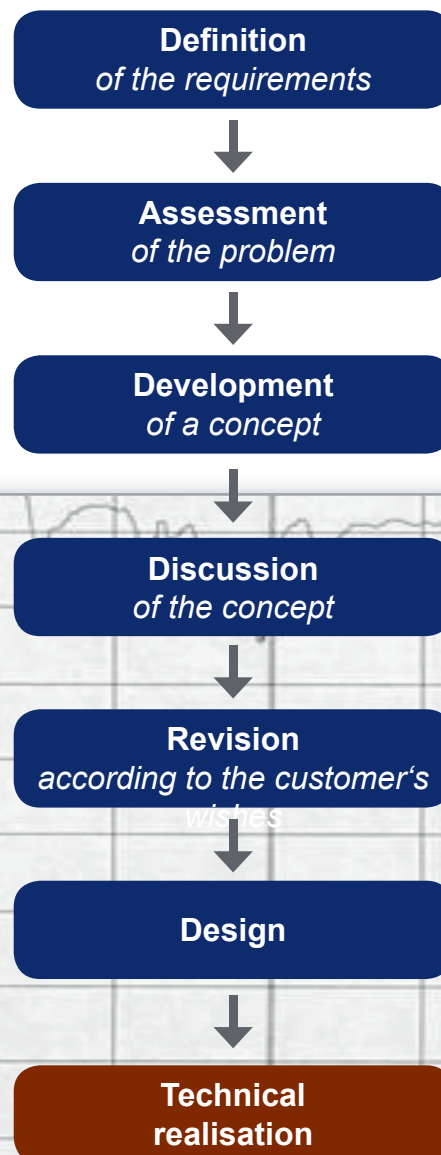 Definition
of the requirements
Assessment
of the problem
Development
of a concept
Discussion
of the concept
Revision
according to the customer‘s
wishes
Design
Technical
realisation